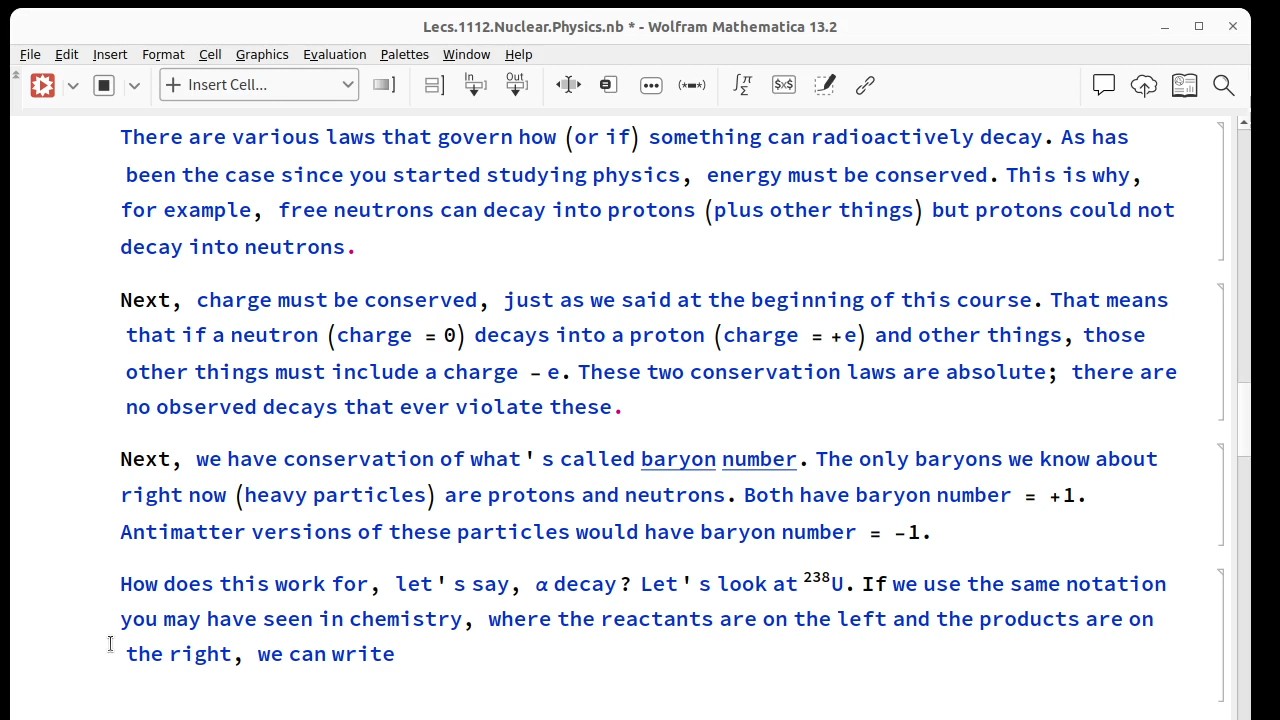 Lecs.1112.Nuclear.Physics.nb * - Wolfram Mathematica 13.2
File Edit Insert Format Cell Graphics Evaluation Palettes Window Help
Insert Cell... In Out $x$
There are various laws that govern how (or if) something can radioactively decay. As has
been the case since you started studying physics, energy must be conserved. This is why,
for example, free neutrons can decay into protons (plus other things) but protons could not
decay into neutrons.
Next, charge must be conserved, just as we said at the beginning of this course. That means
that if a neutron (charge = 0) decays into a proton (charge = +e) and other things, those
other things must include a charge -e. These two conservation laws are absolute; there are
no observed decays that ever violate these.
Next, we have conservation of what's called baryon number. The only baryons we know about
right now (heavy particles) are protons and neutrons. Both have baryon number = +1.
Antimatter versions of these particles would have baryon number = -1.
How does this work for, let's say, α decay? Let's look at ²³⁸U. If we use the same notation
you may have seen in chemistry, where the reactants are on the left and the products are on
the right, we can write